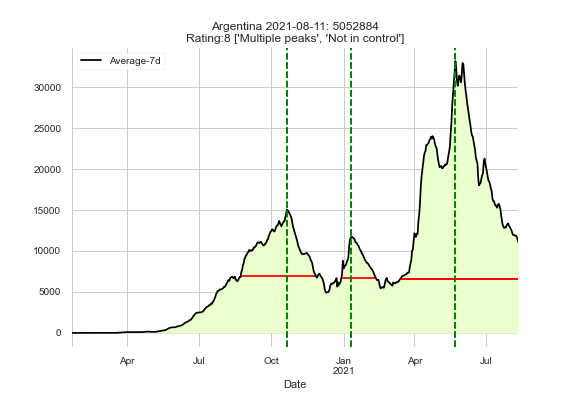 Argentina 2021-08-11: 5052884
Rating:8 ['Multiple peaks', 'Not in control']
Average-7d
30000
25000
20000
15000
10000
5000
0
Apr Jul Oct Jan Apr Jul
2021
Date